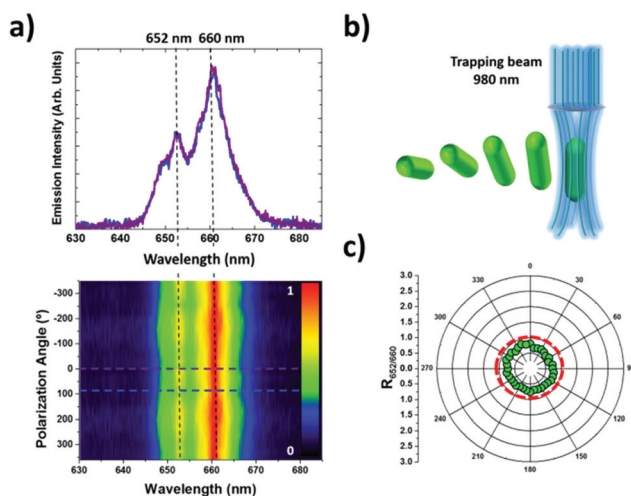 a)
652 nm 660 nm
Emission Intensity (Arb. Units)
630 640 650 660 670 680
Wavelength (nm)
1
0
Polarization Angle (°)
-300
-200
-100
0
100
200
300
630 640 650 660 670 680
Wavelength (nm)
b)
Trapping beam
980 nm
c)
R652/660
3.0
2.5
2.0
1.5
1.0
0.5
0.0
0.5
1.0
1.5
2.0
2.5
3.0
0
30
60
9
120
150
180
210
240
270
300
330